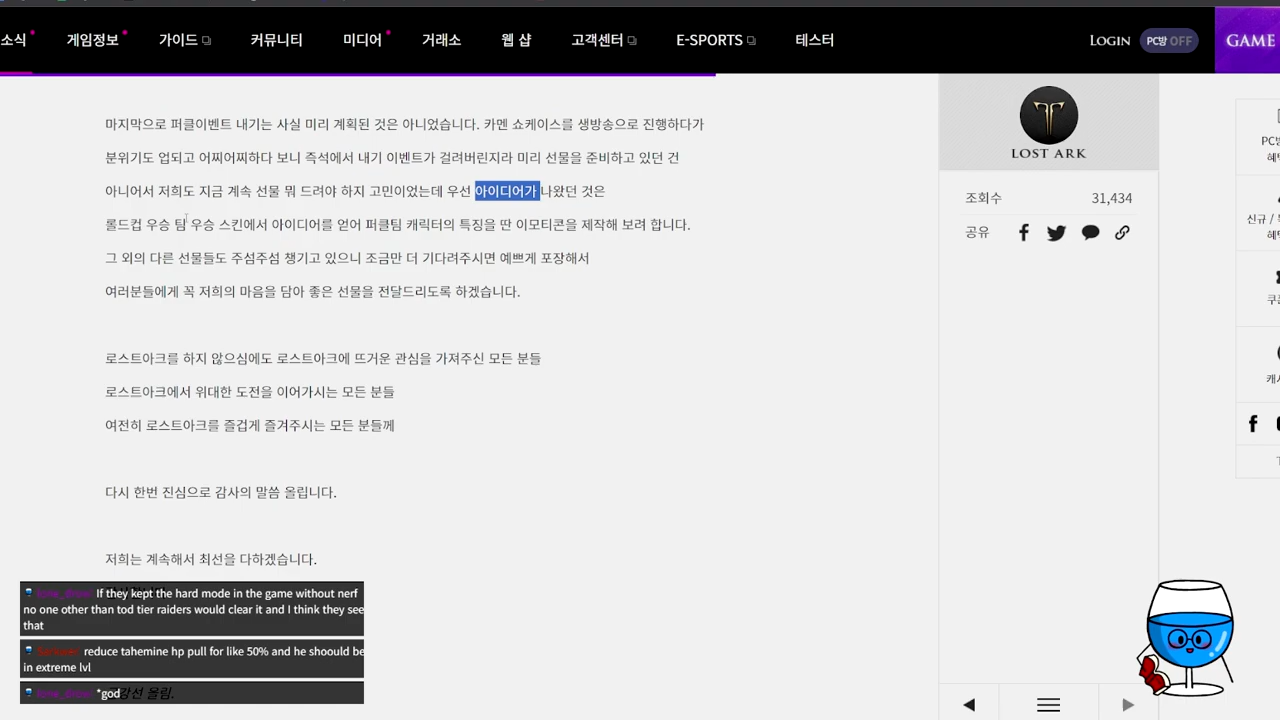 소식 게임정보 가이드 커뮤니티 미디어 거래소 웹 샵 고객센터 E-SPORTS 테스터 LOGIN PC방 OFF GAME
마지막으로 퍼클이벤트 내기는 사실 미리 계획된 것은 아니었습니다. 카멘 쇼케이스를 생방송으로 진행하다가
분위기도 업되고 어찌어찌하다 보니 즉석에서 내기 이벤트가 걸려버린지라 미리 선물을 준비하고 있던 건
아니어서 저희도 지금 계속 선물 뭐 드려야 하지 고민이었는데 우선 아이디어가 나왔던 것은
롤드컵 우승 팀 우승 스킨에서 아이디어를 얻어 퍼클팀 캐릭터의 특징을 딴 이모티콘을 제작해 보려 합니다.
그 외의 다른 선물들도 주섬주섬 챙기고 있으니 조금만 더 기다려주시면 예쁘게 포장해서
여러분들에게 꼭 저희의 마음을 담아 좋은 선물을 전달드리도록 하겠습니다.
로스트아크를 하지 않으심에도 로스트아크에 뜨거운 관심을 가져주신 모든 분들
로스트아크에서 위대한 도전을 이어가시는 모든 분들
여전히 로스트아크를 즐겁게 즐겨주시는 모든 분들께
다시 한번 진심으로 감사의 말씀 올립니다.
저희는 계속해서 최선을 다하겠습니다.
If they kept the hard mode in the game without nerf
no one other than tod tier raiders would clear it and I think they see
that
reduce tahemine hp pull for like 50% and he shoould be
in extreme lvl
*god
강선 올림.
LOST ARK
조회수 31,434
공유
PC방
신규 /